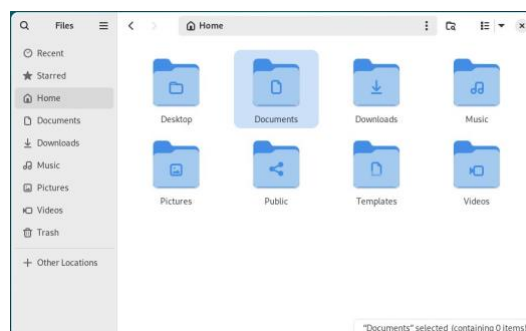 Files
Home
Recent
Starred
Home
Documents
Downloads
Music
Pictures
Videos
Trash
Other Locations
Desktop
Documents
Downloads
Music
Pictures
Public
Templates
Videos
"Documents" selected (containing 0 items)